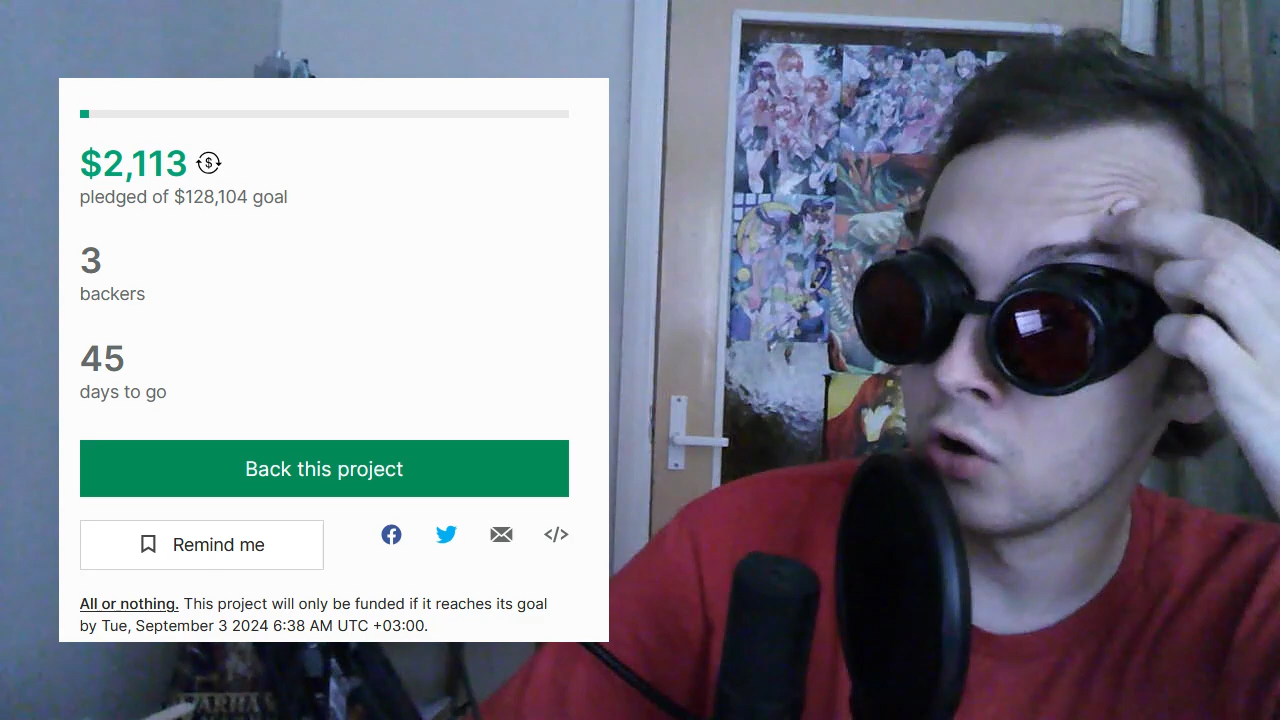 $2,113
pledged of $128,104 goal
3
backers
45
days to go
Back this project
Remind me
All or nothing. This project will only be funded if it reaches its goal
by Tue, September 3 2024 6:38 AM UTC +03:00.